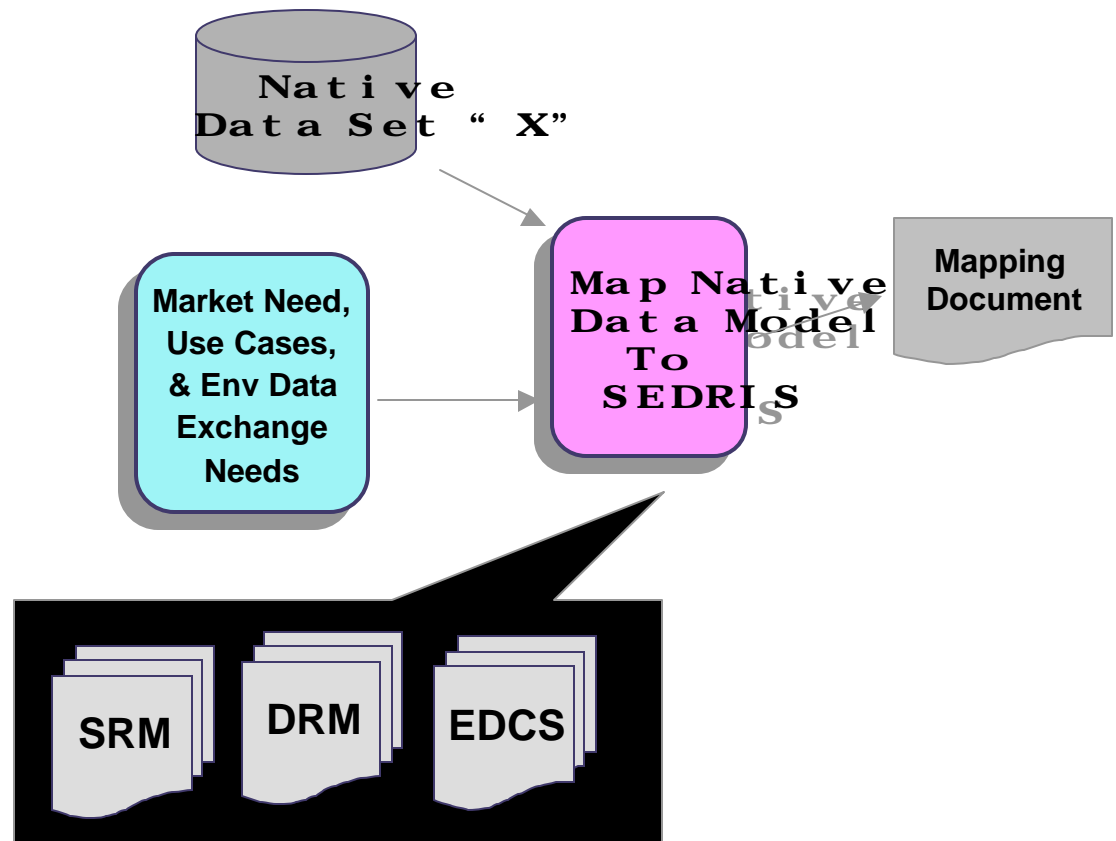 Native
Data Set “ X”
Market Need,
Use Cases,
& Env Data
Exchange
Needs
Map Native
Data Model
To
SEDRIS
Mapping
Document
SRM
DRM
EDCS